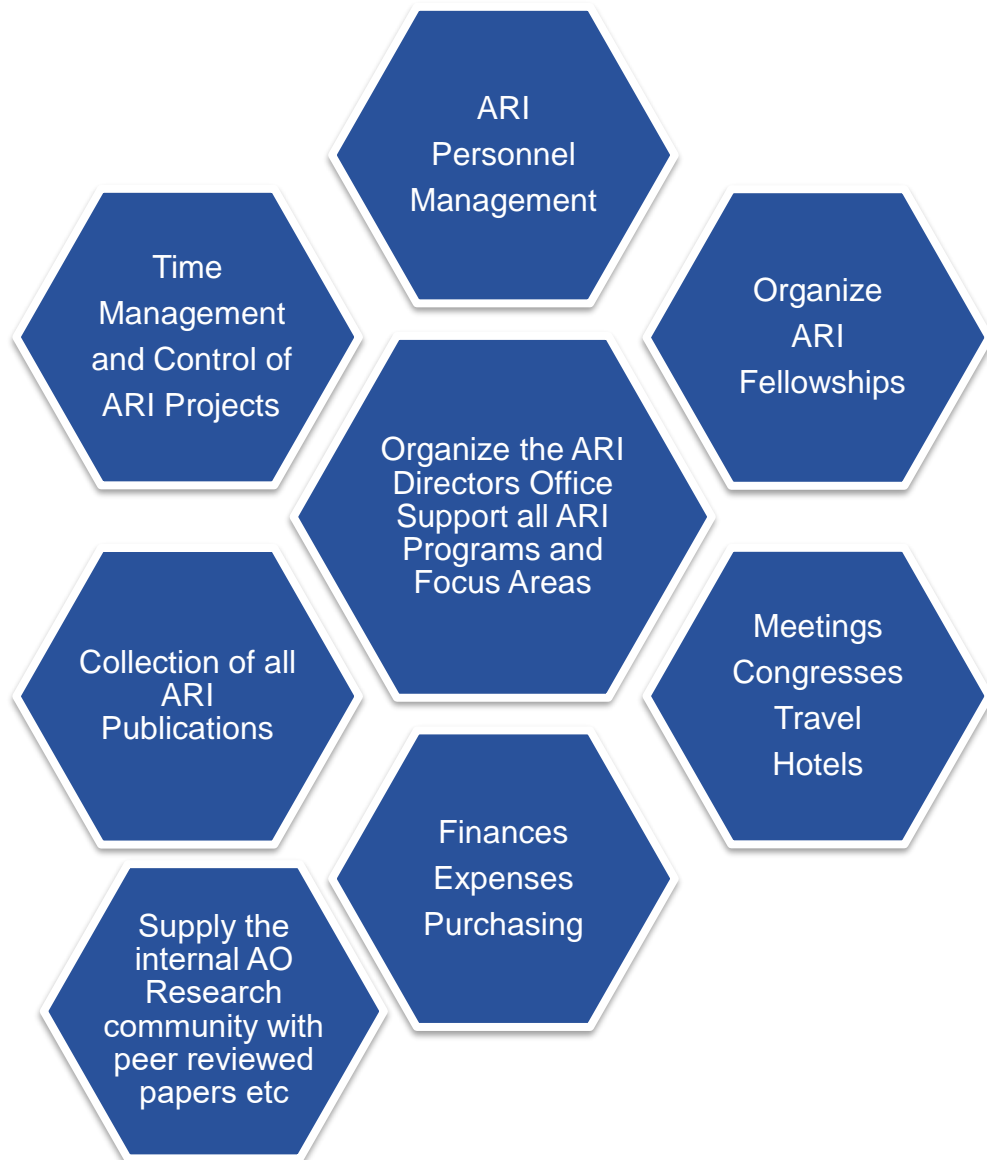 ARI
Personnel
Management
Time
Management
and Control of
ARI Projects
Organize
ARI
Fellowships
Organize the ARI
Directors Office
Support all ARI
Programs and
Focus Areas
Collection of all
ARI
Publications
Meetings
Congresses
Travel
Hotels
Finances
Expenses
Purchasing
Supply the
internal AO
Research
community with
peer reviewed
papers etc